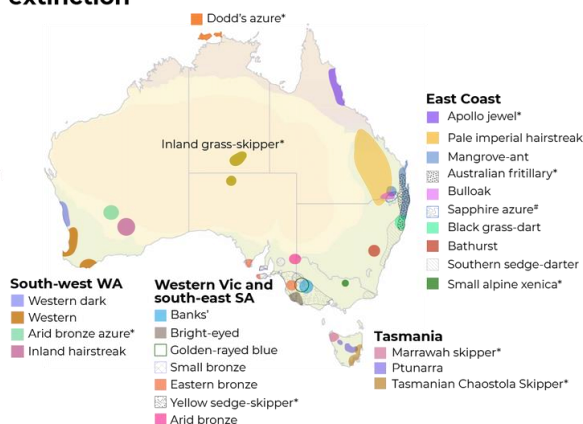 extinction
Dodd's azure*
Inland grass-skipper*
East Coast
Apollo jewel*
Pale imperial hairstreak
Mangrove-ant
Australian fritillary*
Bulloak
Sapphire azure#
Black grass-dart
Bathurst
Southern sedge-darter
Small alpine xenica*
South-west WA
Western dark
Western
Arid bronze azure*
Inland hairstreak
Western Vic and
south-east SA
Banks'
Bright-eyed
Golden-rayed blue
Small bronze
Eastern bronze
Yellow sedge-skipper*
Arid bronze
Tasmania
Marrawah skipper*
Ptunarra
Tasmanian Chaostola Skipper*